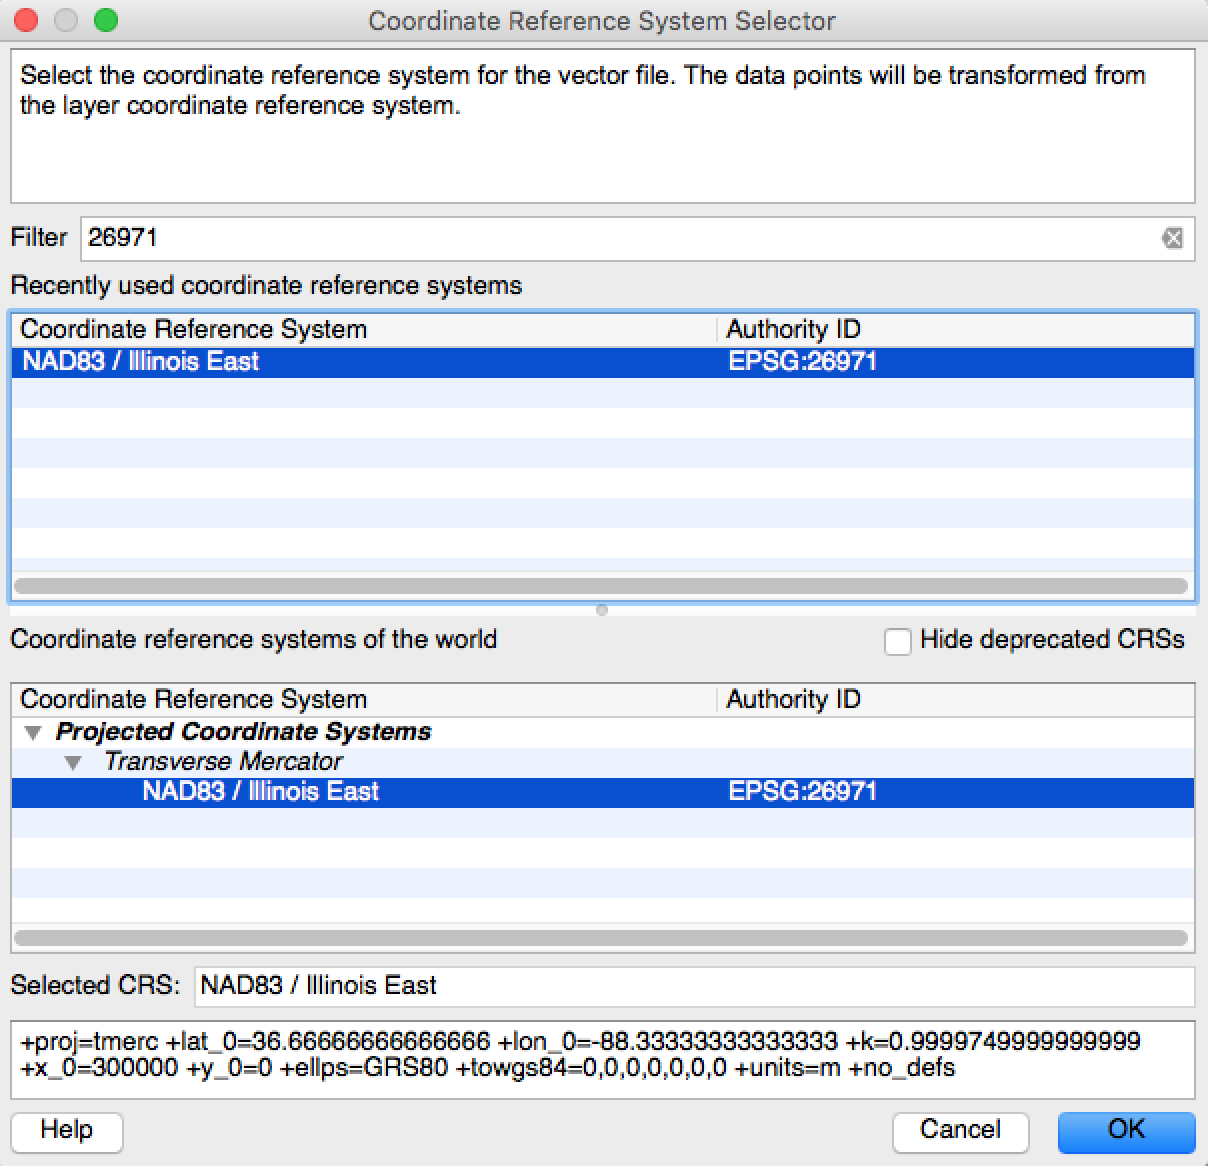 Coordinate Reference System Selector
Select the coordinate reference system for the vector file. The data points will be transformed from
the layer coordinate reference system.
Filter 26971
Recently used coordinate reference systems
Coordinate Reference System Authority ID
NAD83 / Illinois East EPSG:26971
Coordinate reference systems of the world Hide deprecated CRSs
Coordinate Reference System Authority ID
Projected Coordinate Systems
Transverse Mercator
NAD83 / Illinois East EPSG:26971
Selected CRS: NAD83 / Illinois East
+proj=tmerc +lat_0=36.66666666666666 +lon_0=-88.33333333333333 +k=0.9999749999999999
+x_0=300000 +y_0=0 +ellps=GRS80 +towgs84=0,0,0,0,0,0,0 +units=m +no_defs
Help Cancel OK